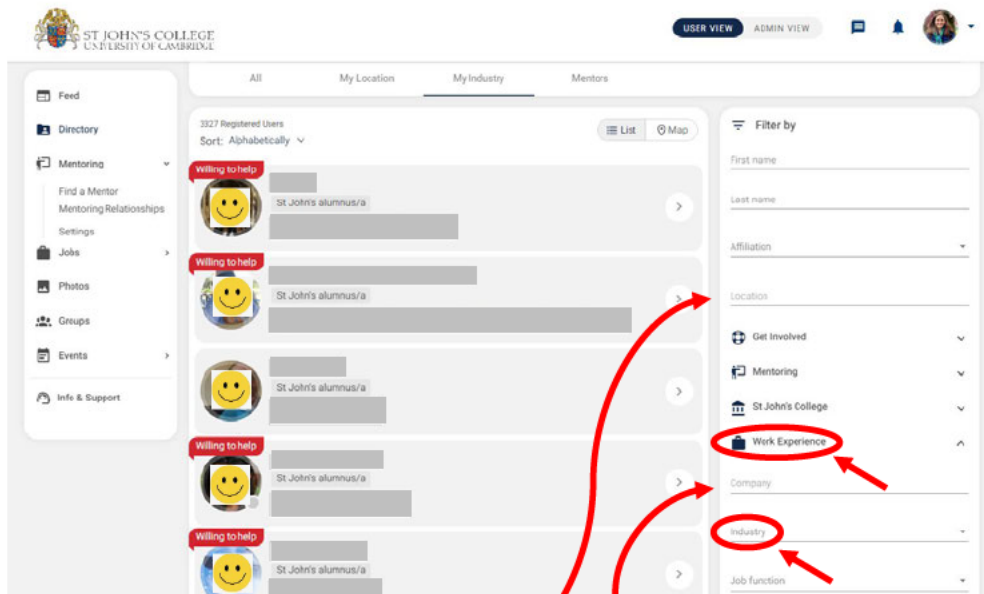 ST JOHN'S COLLEGE
UNIVERSITY OF CAMBRIDGE
USER VIEW ADMIN VIEW
Feed
Directory
Mentoring
Find a Mentor
Mentoring Relationships
Settings
Jobs
Photos
Groups
Events
Info & Support
All My Location My Industry Mentors
3327 Registered Users
Sort: Alphabetically
List Map
Willing to help
St John's alumnus/a
Willing to help
St John's alumnus/a
St John's alumnus/a
Willing to help
St John's alumnus/a
Willing to help
St John's alumnus/a
Filter by
First name
Last name
Affiliation
Location
Get Involved
Mentoring
St John's College
Work Experience
Company
Industry
Job function